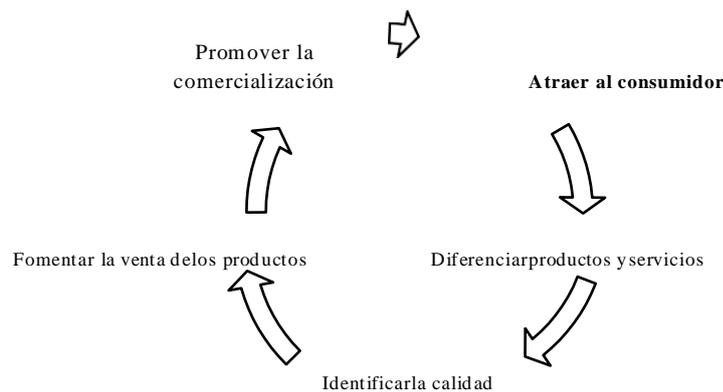 Promover la
comercialización
Atraer al consumidor
Diferenciarproductos yservicios
Identificarla calidad
Fomentar la venta delos productos